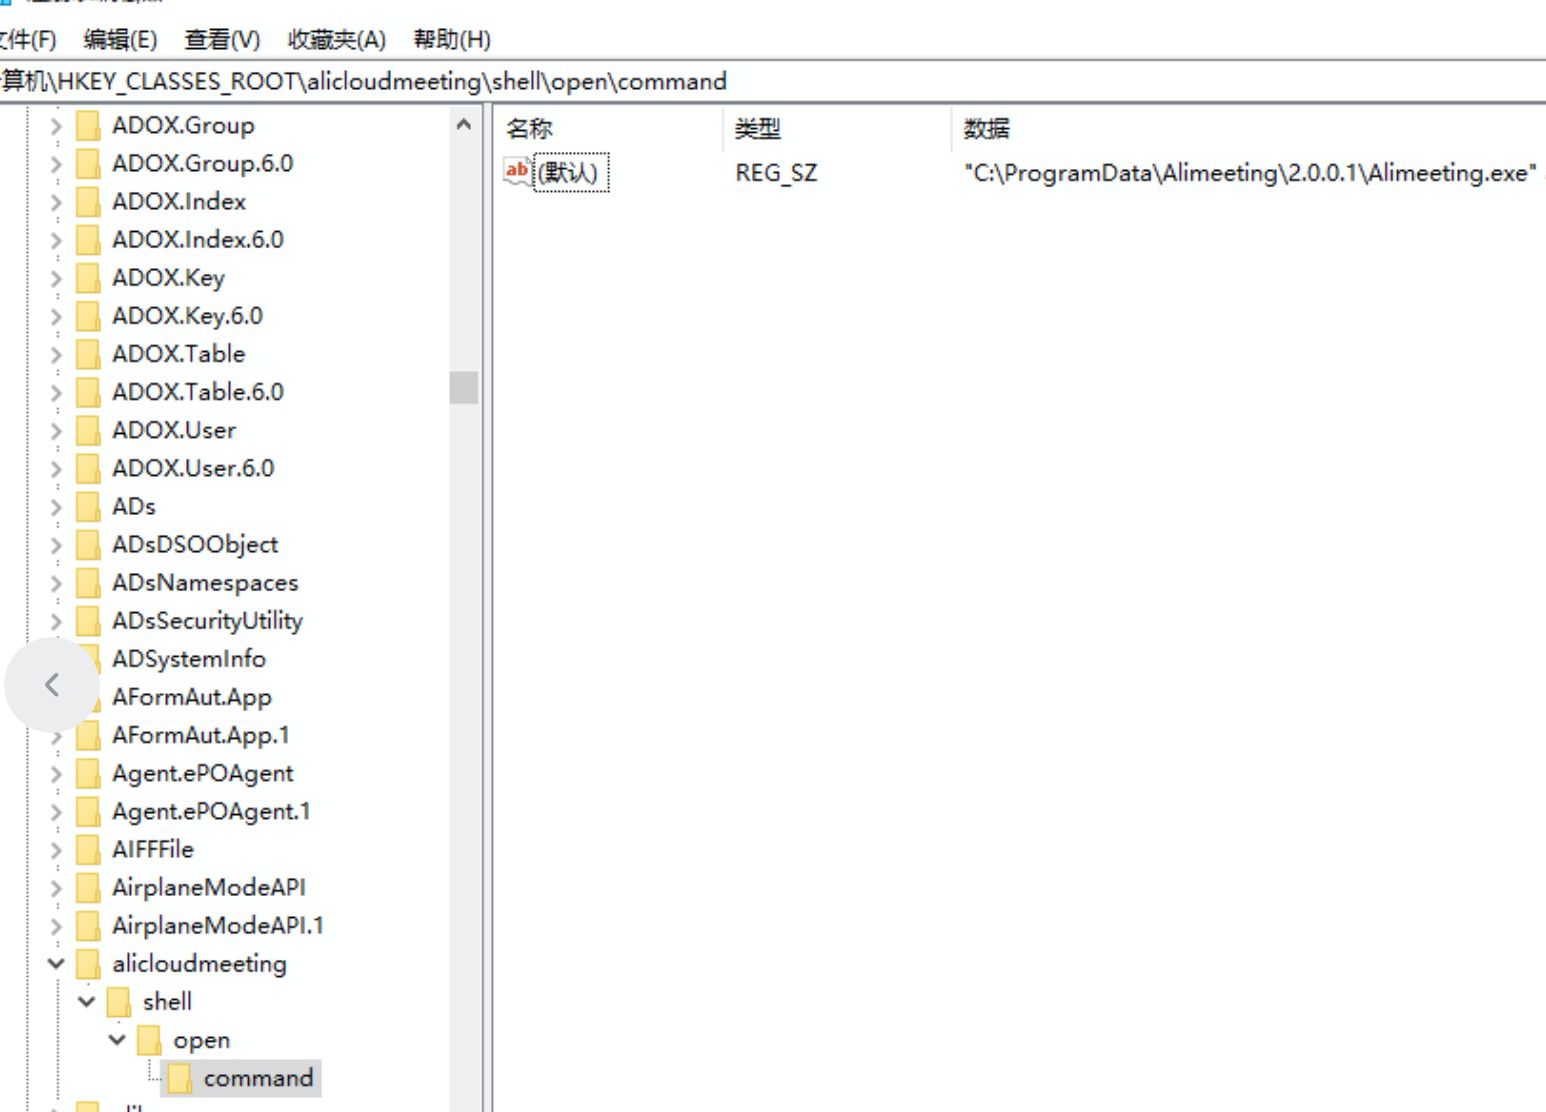 文件(F) 编辑(E) 查看(V) 收藏夹(A) 帮助(H)
算机\HKEY_CLASSES_ROOT\alicloudmeeting\shell\open\command
ADOX.Group
ADOX.Group.6.0
ADOX.Index
ADOX.Index.6.0
ADOX.Key
ADOX.Key.6.0
ADOX.Table
ADOX.Table.6.0
ADOX.User
ADOX.User.6.0
ADs
ADsDSOObject
ADsNamespaces
ADsSecurityUtility
ADSystemInfo
AFormAut.App
AFormAut.App.1
Agent.ePOAgent
Agent.ePOAgent.1
AIFFFile
AirplaneModeAPI
AirplaneModeAPI.1
alicloudmeeting
shell
open
command
名称 类型 数据
ab (默认) REG_SZ "C:\ProgramData\Alimeeting\2.0.0.1\Alimeeting.exe"